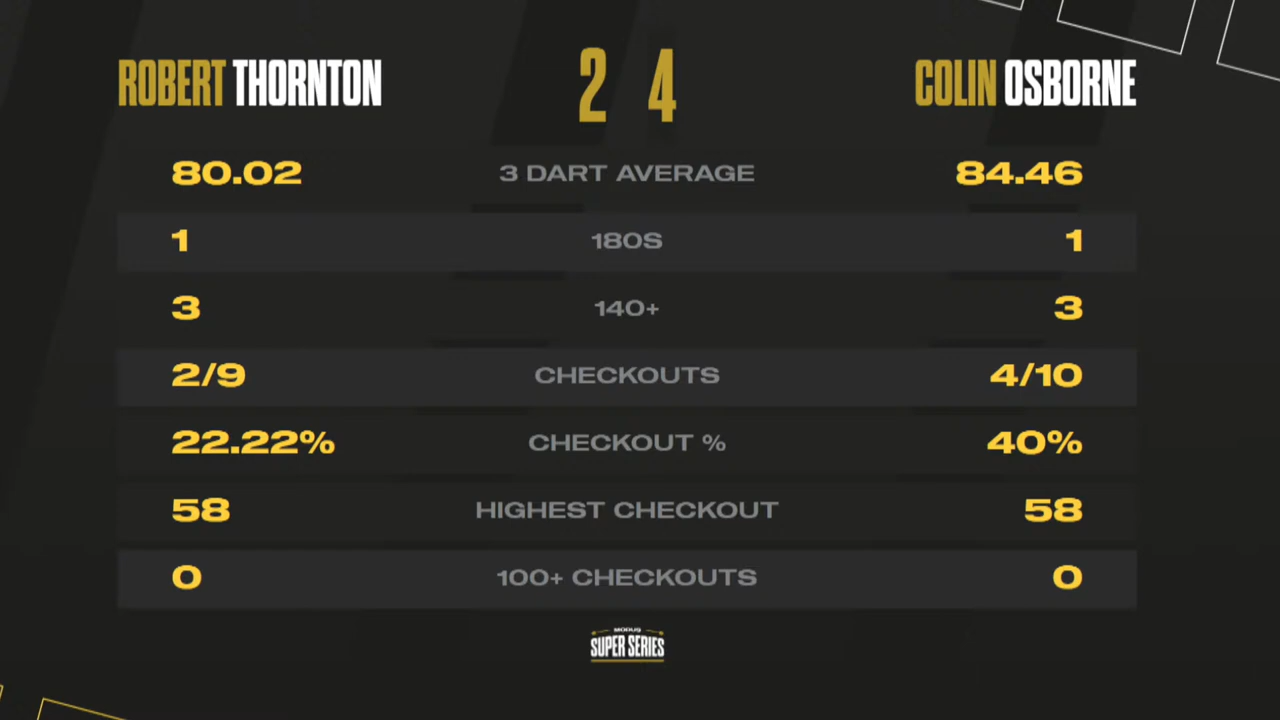 ROBERT THORNTON 2 4 COLIN OSBORNE
80.02 3 DART AVERAGE 84.46
1 180S 1
3 140+ 3
2/9 CHECKOUTS 4/10
22.22% CHECKOUT % 40%
58 HIGHEST CHECKOUT 58
0 100+ CHECKOUTS 0
MODUS
SUPER SERIES